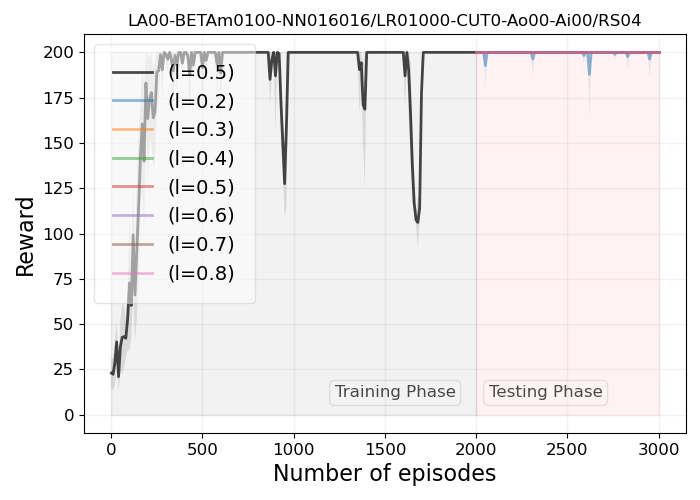 LA00-BETAm0100-NN016016/LR01000-CUT0-Ao00-Ai00/RS04
200
175
150
125
100
75
50
25
0
Reward
(l=0.5)
(l=0.2)
(l=0.3)
(l=0.4)
(l=0.5)
(l=0.6)
(l=0.7)
(l=0.8)
Training Phase
Testing Phase
0
500
1000
1500
2000
2500
3000
Number of episodes